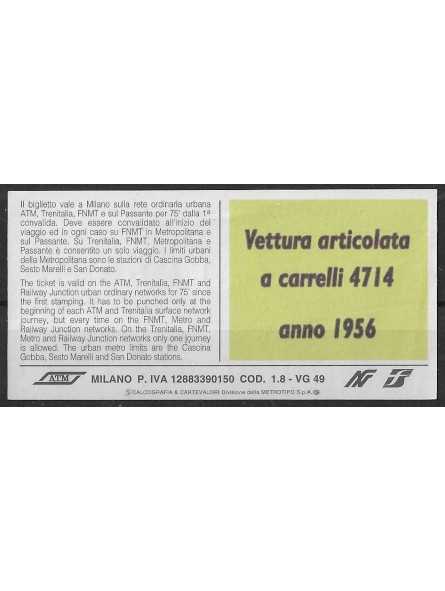 Il biglietto vale a Milano sulla rete ordinaria urbana
ATM, Trenitalia, FNMT e sul Passante per 75' dalla 1ª
convalida. Deve essere convalidato all'inizio del
viaggio ed in ogni caso su FNMT in Metropolitana e
sul Passante. Su Trenitalia, FNMT, Metropolitana e
Passante è consentito un solo viaggio. I limiti urbani
della Metropolitana sono le stazioni di Cascina Gobba,
Sesto Marelli e San Donato.
The ticket is valid on the ATM, Trenitalia, FNMT and
Railway Junction urban ordinary networks for 75' since
the first stamping. It has to be punched only at the
beginning of each ATM and Trenitalia surface network
journey, but every time on the FNMT, Metro and
Railway Junction networks. On the Trenitalia, FNMT,
Metro and Railway Junction networks only one journey
is allowed. The urban metro limits are the Cascina
Gobba, Sesto Marelli and San Donato stations.
Vettura articolata
a carrelli 4714
anno 1956
ATM MILANO P. IVA 12883390150 COD. 1.8 - VG 49
CALCOGRAFIA & CARTEVALORI Divisione della METROTIPO S.p.A.